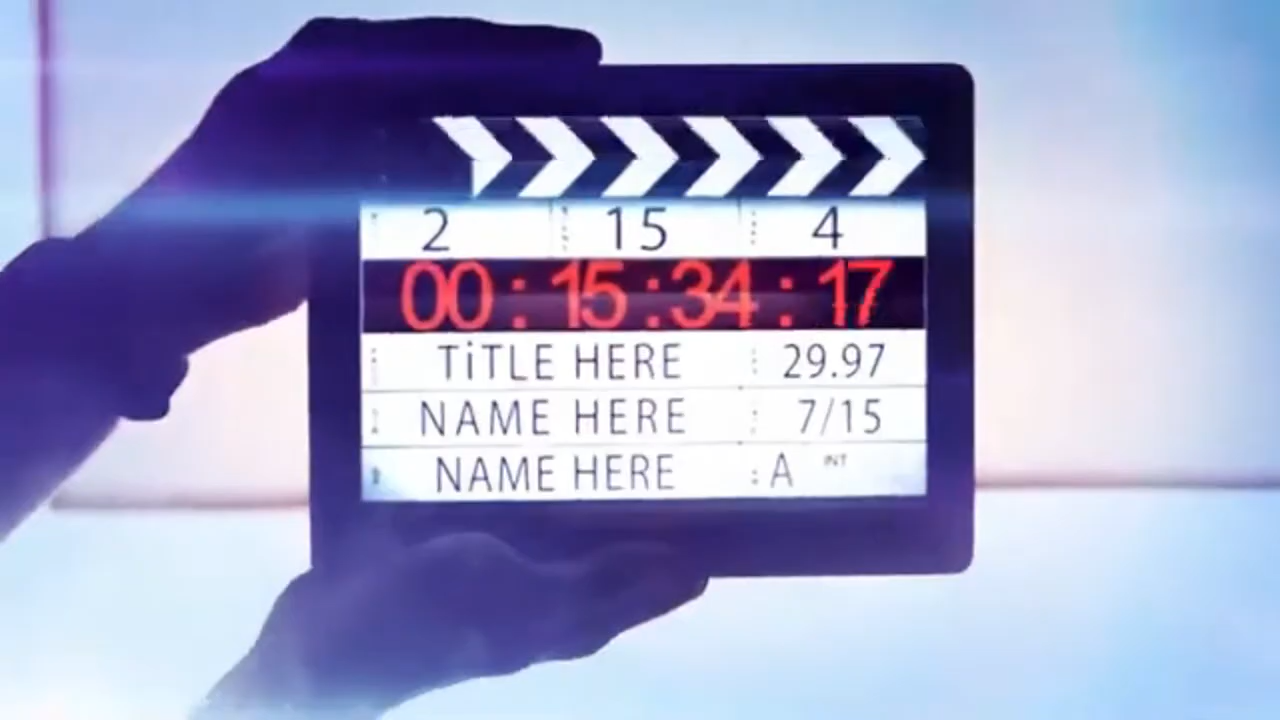 2 15 4
00:15:34:17
TiTLE HERE 29.97
NAME HERE 7/15
NAME HERE A INT